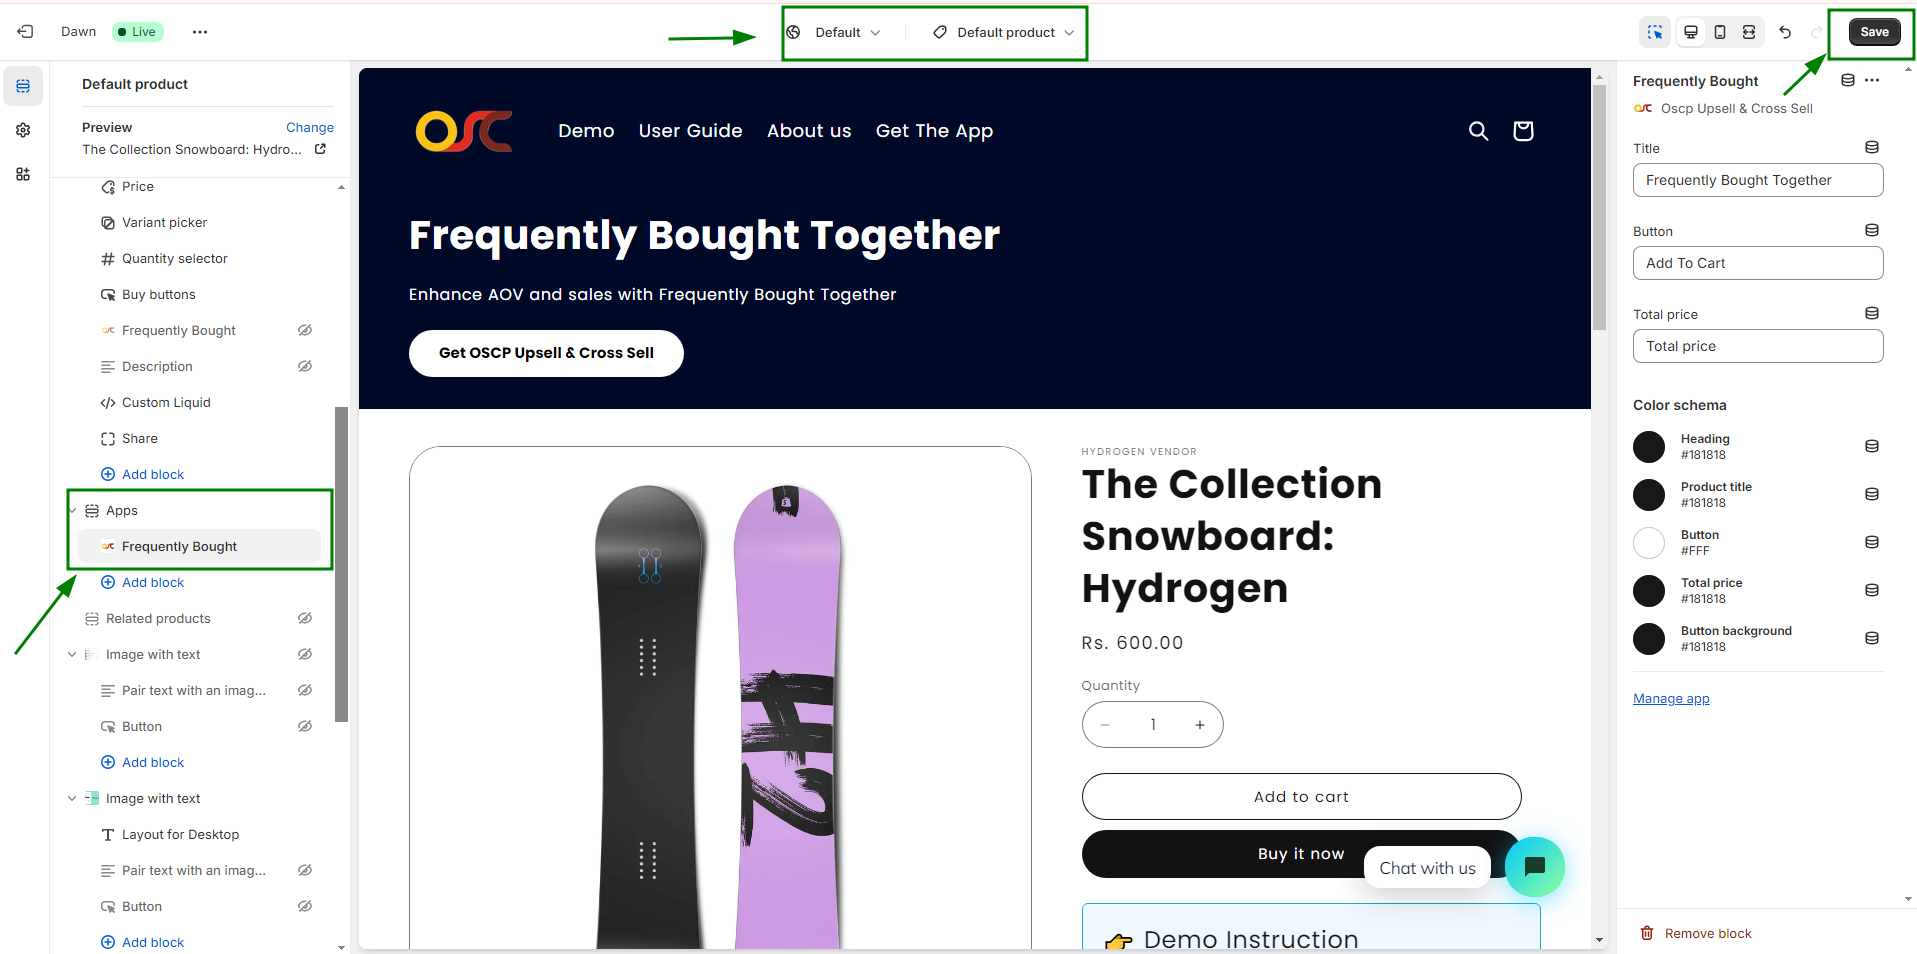 Dawn
Live
Default
Default product
Save
Default product
Preview
Change
The Collection Snowboard: Hydro...
Price
Variant picker
Quantity selector
Buy buttons
Frequently Bought
Description
Custom Liquid
Share
Add block
Apps
Frequently Bought
Add block
Related products
Image with text
Pair text with an imag...
Button
Add block
Image with text
Layout for Desktop
Pair text with an imag...
Button
Add block
OSC
Demo
User Guide
About us
Get The App
Frequently Bought Together
Enhance AOV and sales with Frequently Bought Together
Get OSCP Upsell & Cross Sell
HYDROGEN VENDOR
The Collection
Snowboard:
Hydrogen
Rs. 600.00
Quantity
1
Add to cart
Buy it now
Chat with us
Demo Instruction
Frequently Bought
Oscp Upsell & Cross Sell
Title
Frequently Bought Together
Button
Add To Cart
Total price
Total price
Color schema
Heading
#181818
Product title
#181818
Button
#FFF
Total price
#181818
Button background
#181818
Manage app
Remove block